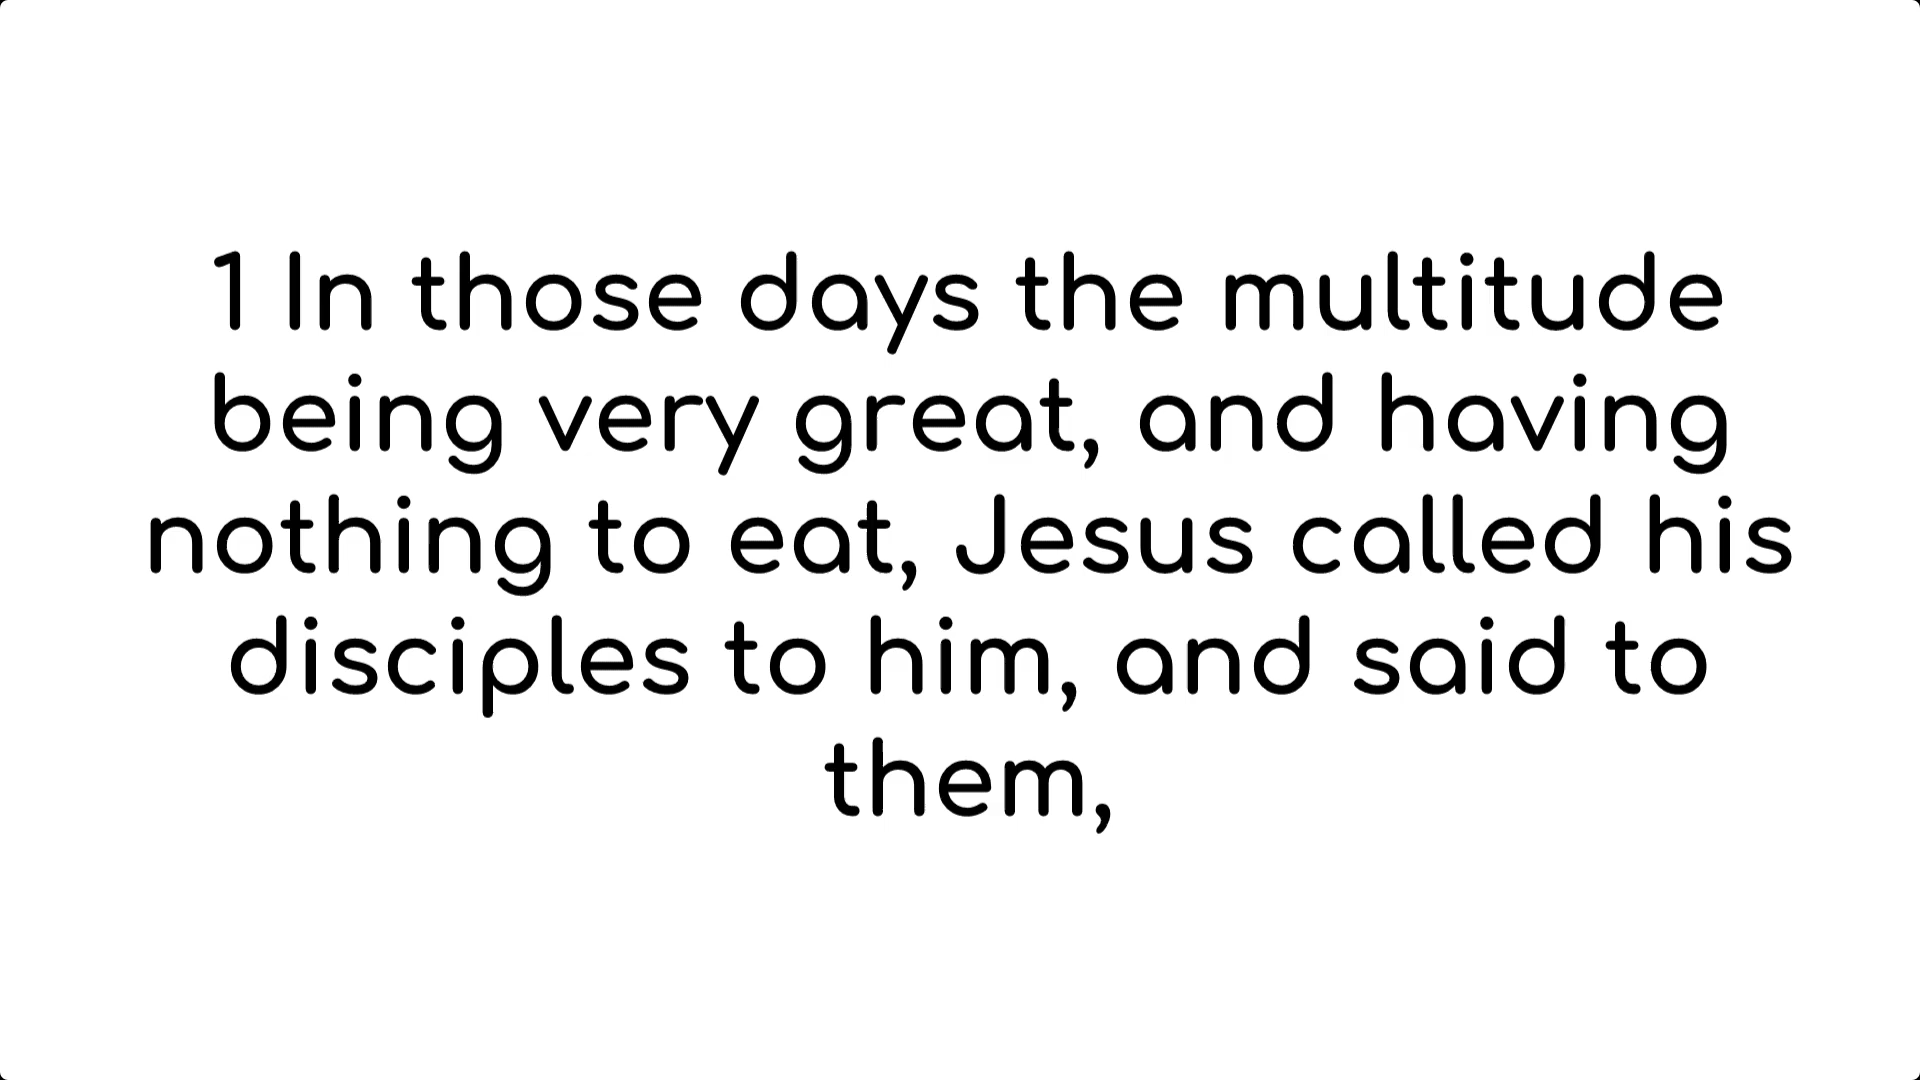 1 In those days the multitude
being very great, and having
nothing to eat, Jesus called his
disciples to him, and said to
them,